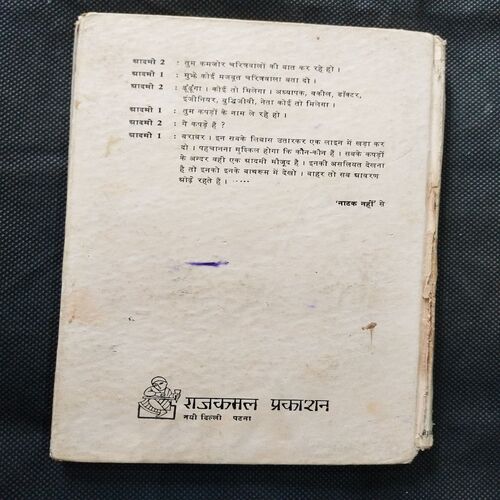 आदमी 2 : तुम कमजोर चरित्रवालों की बात कर रहे हो ।
आदमी 1 : मुझे कोई मजबूत चरित्रवाला बता दो ।
आदमी 2 : ढूंढूंगा । कोई तो मिलेगा । अध्यापक, वकील, डॉक्टर,
इंजीनियर, बुद्धिजीवी, नेता कोई तो मिलेगा ।
आदमी 1 : तुम कपड़ों के नाम ले रहे हो ।
आदमी 2 : ये कपड़े हैं ?
आदमी 1 : बराबर । इन सबके लिबास उतारकर एक लाइन में खड़ा कर
दो । पहचानना मुश्किल होगा कि कौन-कौन हैं । सबके कपड़ों
के अन्दर वही एक आदमी मौजूद है । इनकी असलियत देखना
है तो इनको इनके बाथरूम में देखो । बाहर तो सब आवरण
ओढ़े रहते हैं । .....
'नाटक नहीं' से
राजकमल प्रकाशन
नयी दिल्ली पटना